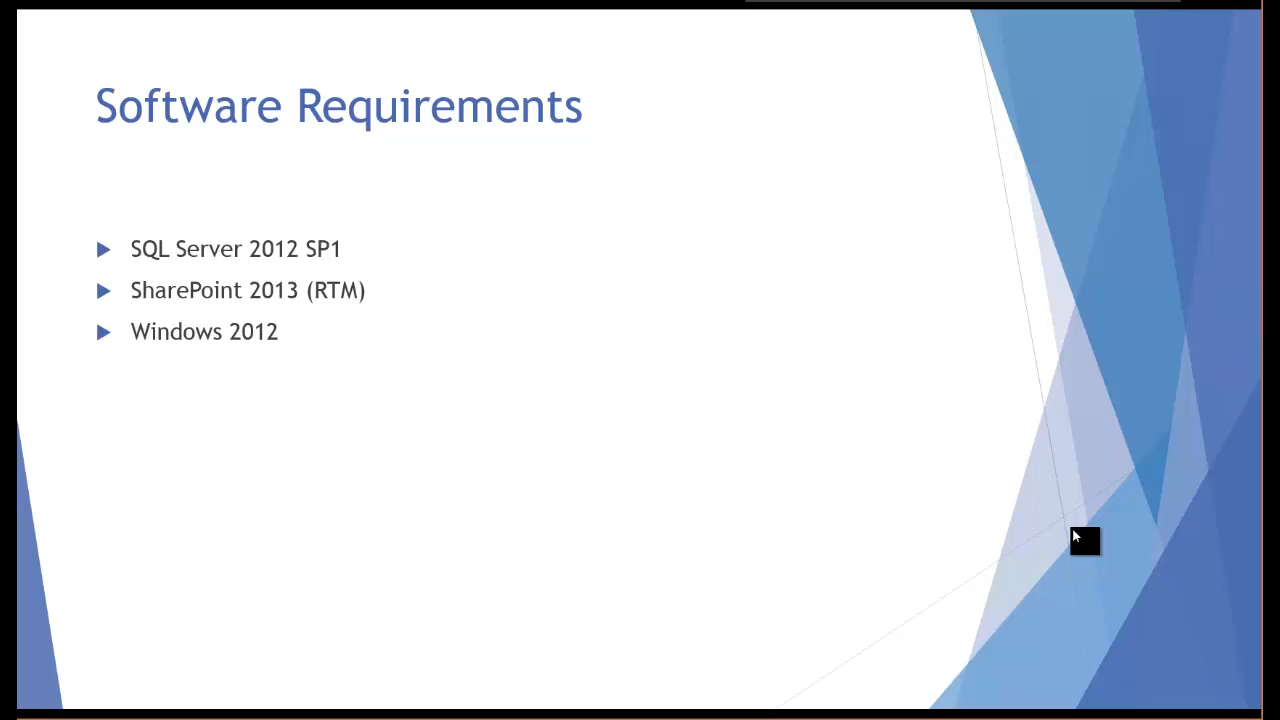 Software Requirements
SQL Server 2012 SP1
SharePoint 2013 (RTM)
Windows 2012